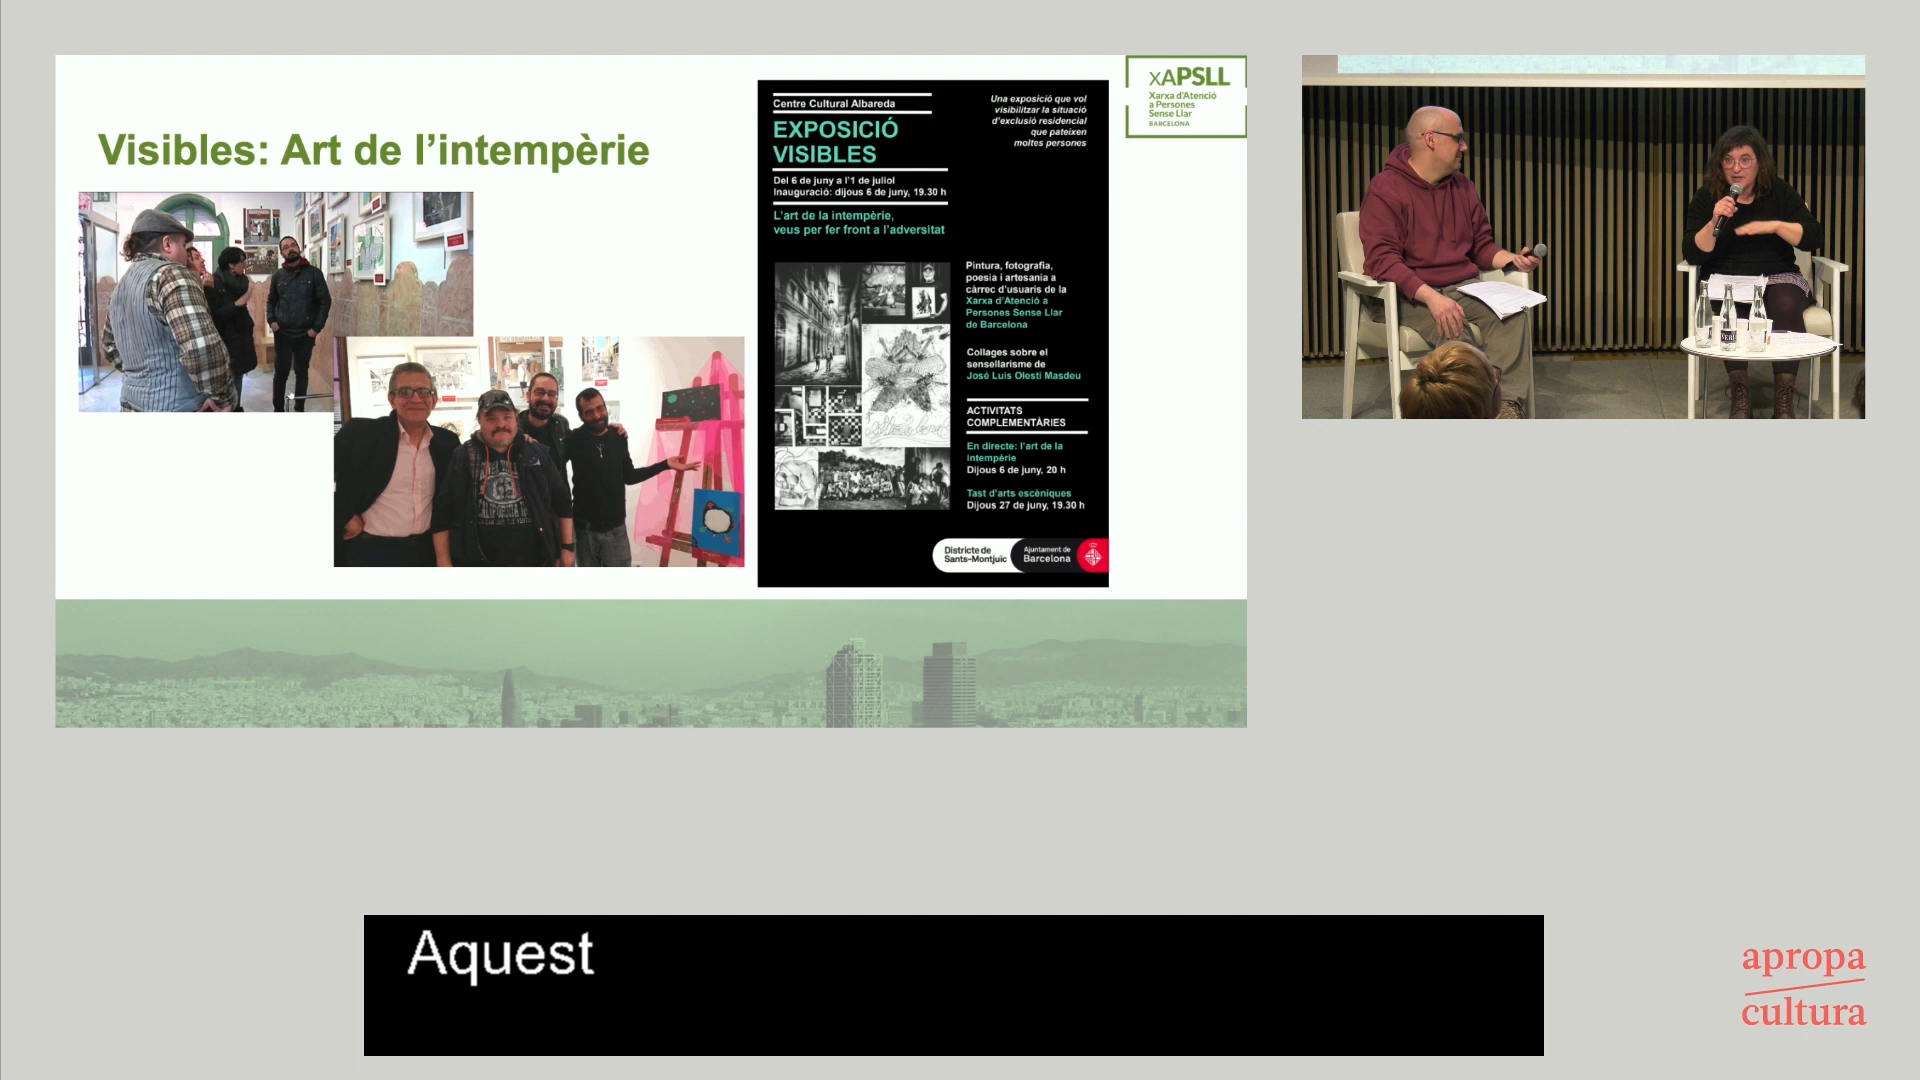 Visibles: Art de l’intempèrie
Centre Cultural Albareda
EXPOSICIÓ
VISIBLES
Del 6 de juny a l'1 de juliol
Inauguració: dijous 6 de juny, 19.30 h
L'art de la intempèrie,
veus per fer front a l'adversitat
Una exposició que vol
visibilitzar la situació
d'exclusió residencial
que pateixen
moltes persones
Pintura, fotografia,
poesia i artesania a
càrrec d'usuaris de la
Xarxa d'Atenció a
Persones Sense Llar
de Barcelona
Collages sobre el
sensellarisme de
José Luis Olesti Masdeu
ACTIVITATS
COMPLEMENTÀRIES
En directe: l'art de la
intempèrie
Dijous 6 de juny, 20 h
Tast d'arts escèniques
Dijous 27 de juny, 19.30 h
Districte de
Sants-Montjuïc
Ajuntament de
Barcelona
xAPSLL
Xarxa d'Atenció
a Persones
Sense Llar
BARCELONA
Aquest
apropa
cultura